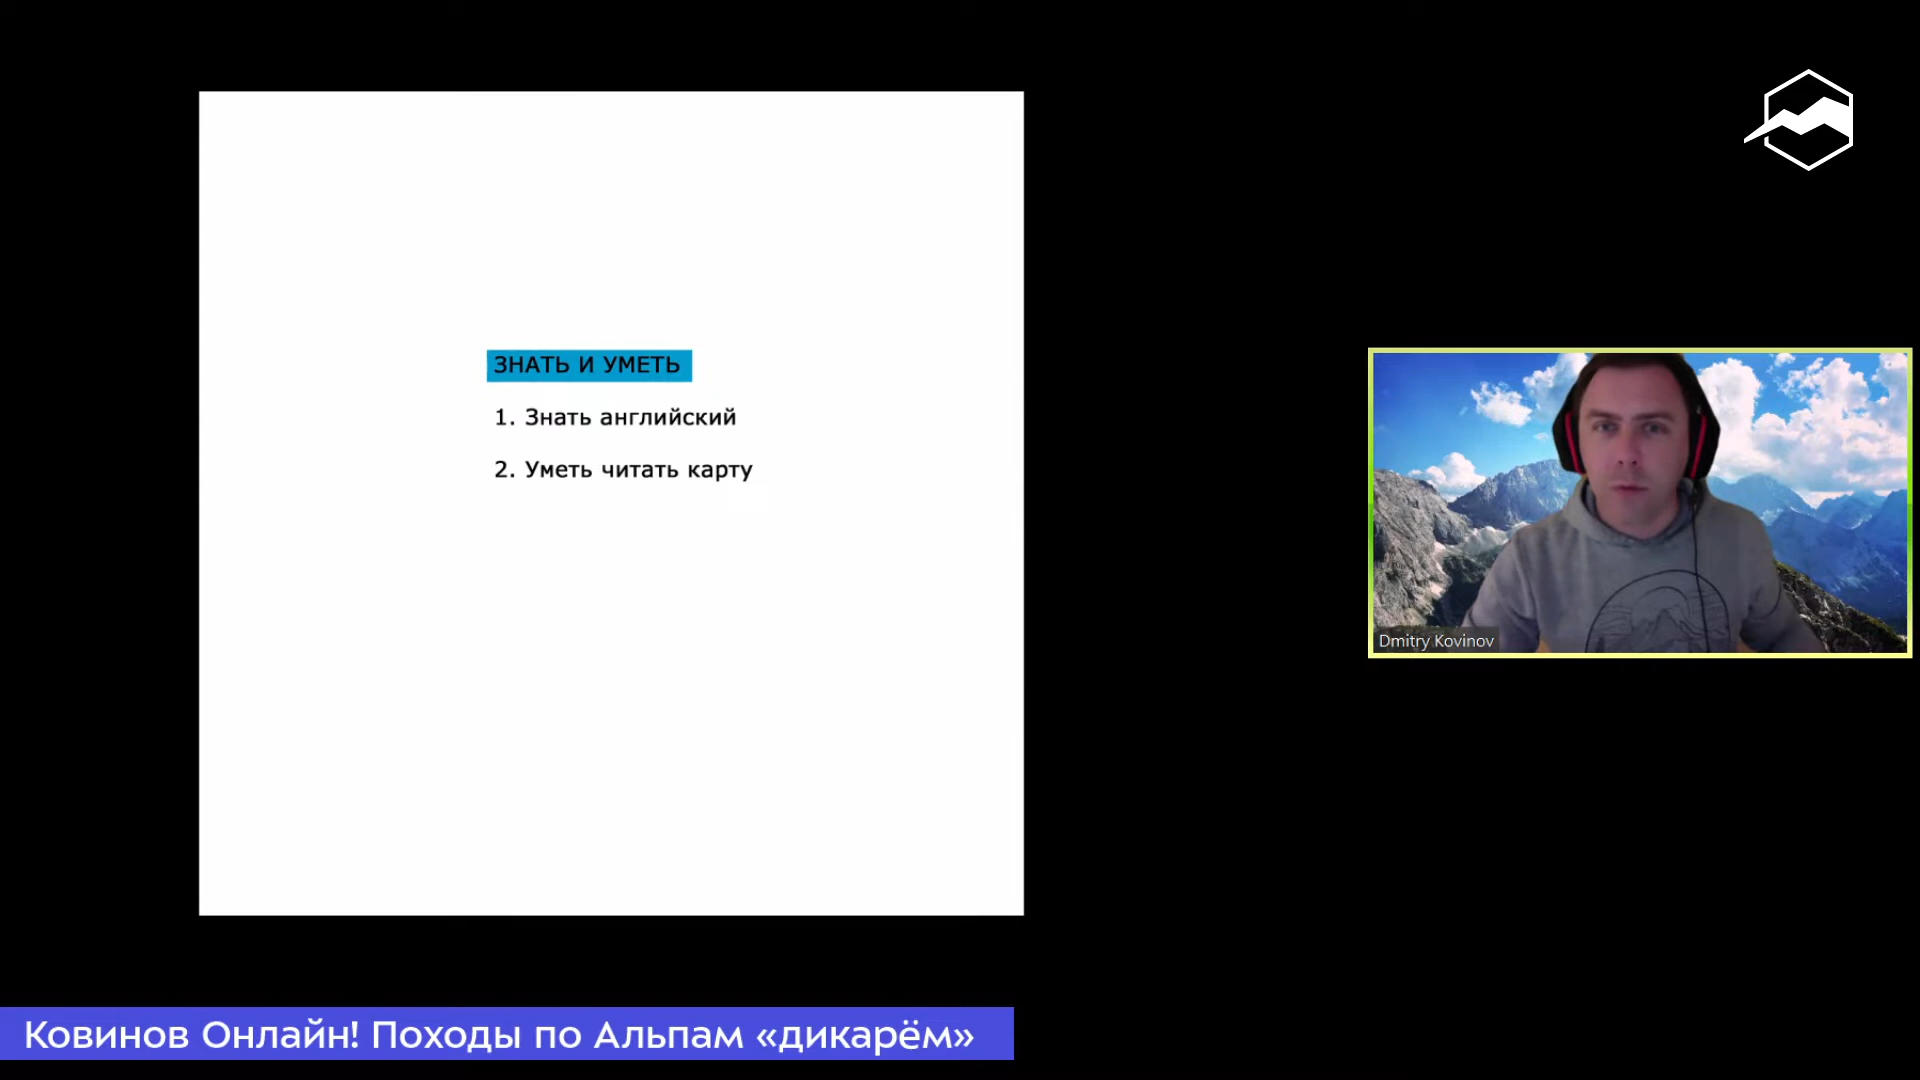 ЗНАТЬ И УМЕТЬ
1. Знать английский
2. Уметь читать карту
Dmitry Kovinov
Ковинов Онлайн! Походы по Альпам «дикарём»